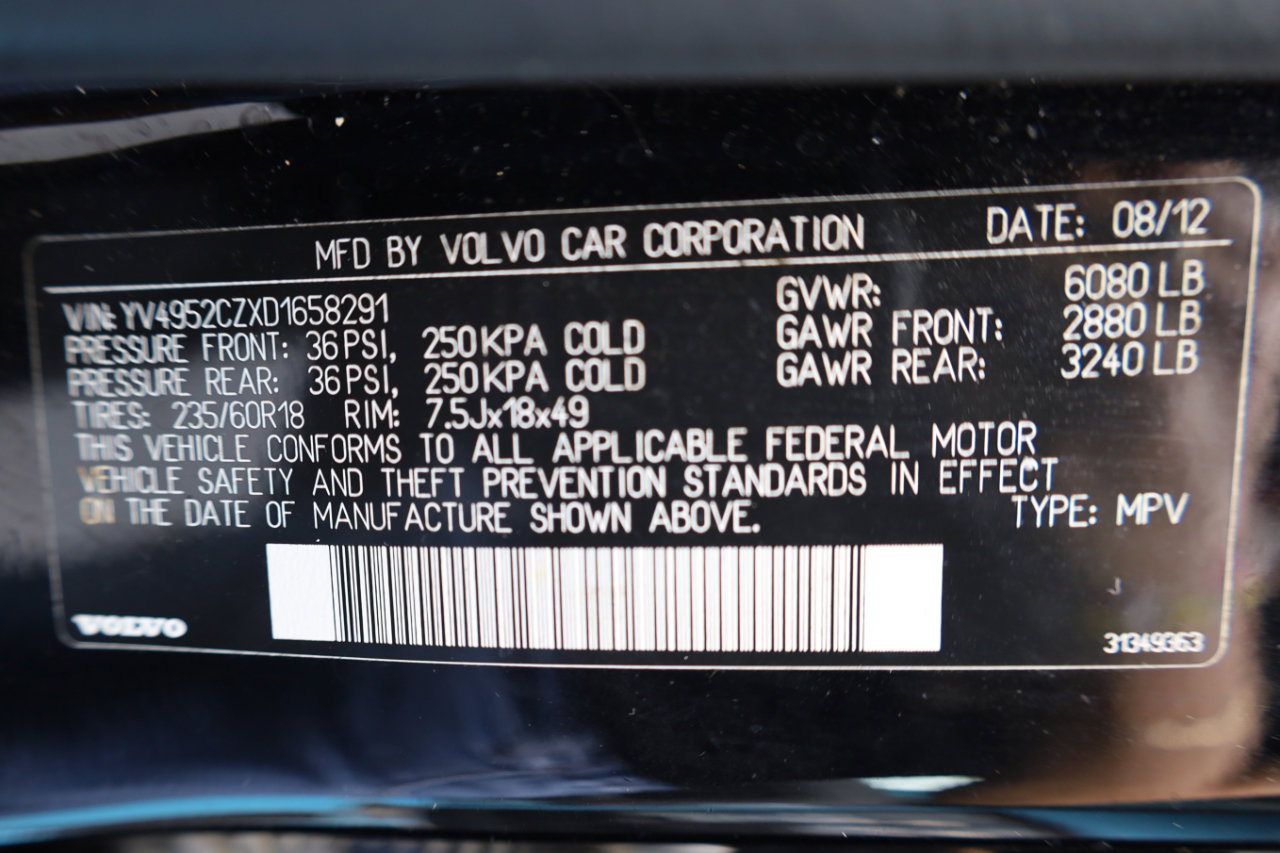 MFD BY VOLVO CAR CORPORATION DATE: 08/12
VIN: YV4952CZXD1658291 GVWR: 6080 LB
PRESSURE FRONT: 36 PSI, 250 KPA COLD GAWR FRONT: 2880 LB
PRESSURE REAR: 36 PSI, 250 KPA COLD GAWR REAR: 3240 LB
TIRES: 235/60R18 RIM: 7.5Jx18x49
THIS VEHICLE CONFORMS TO ALL APPLICABLE FEDERAL MOTOR
VEHICLE SAFETY AND THEFT PREVENTION STANDARDS IN EFFECT
ON THE DATE OF MANUFACTURE SHOWN ABOVE. TYPE: MPV
VOLVO 31349363